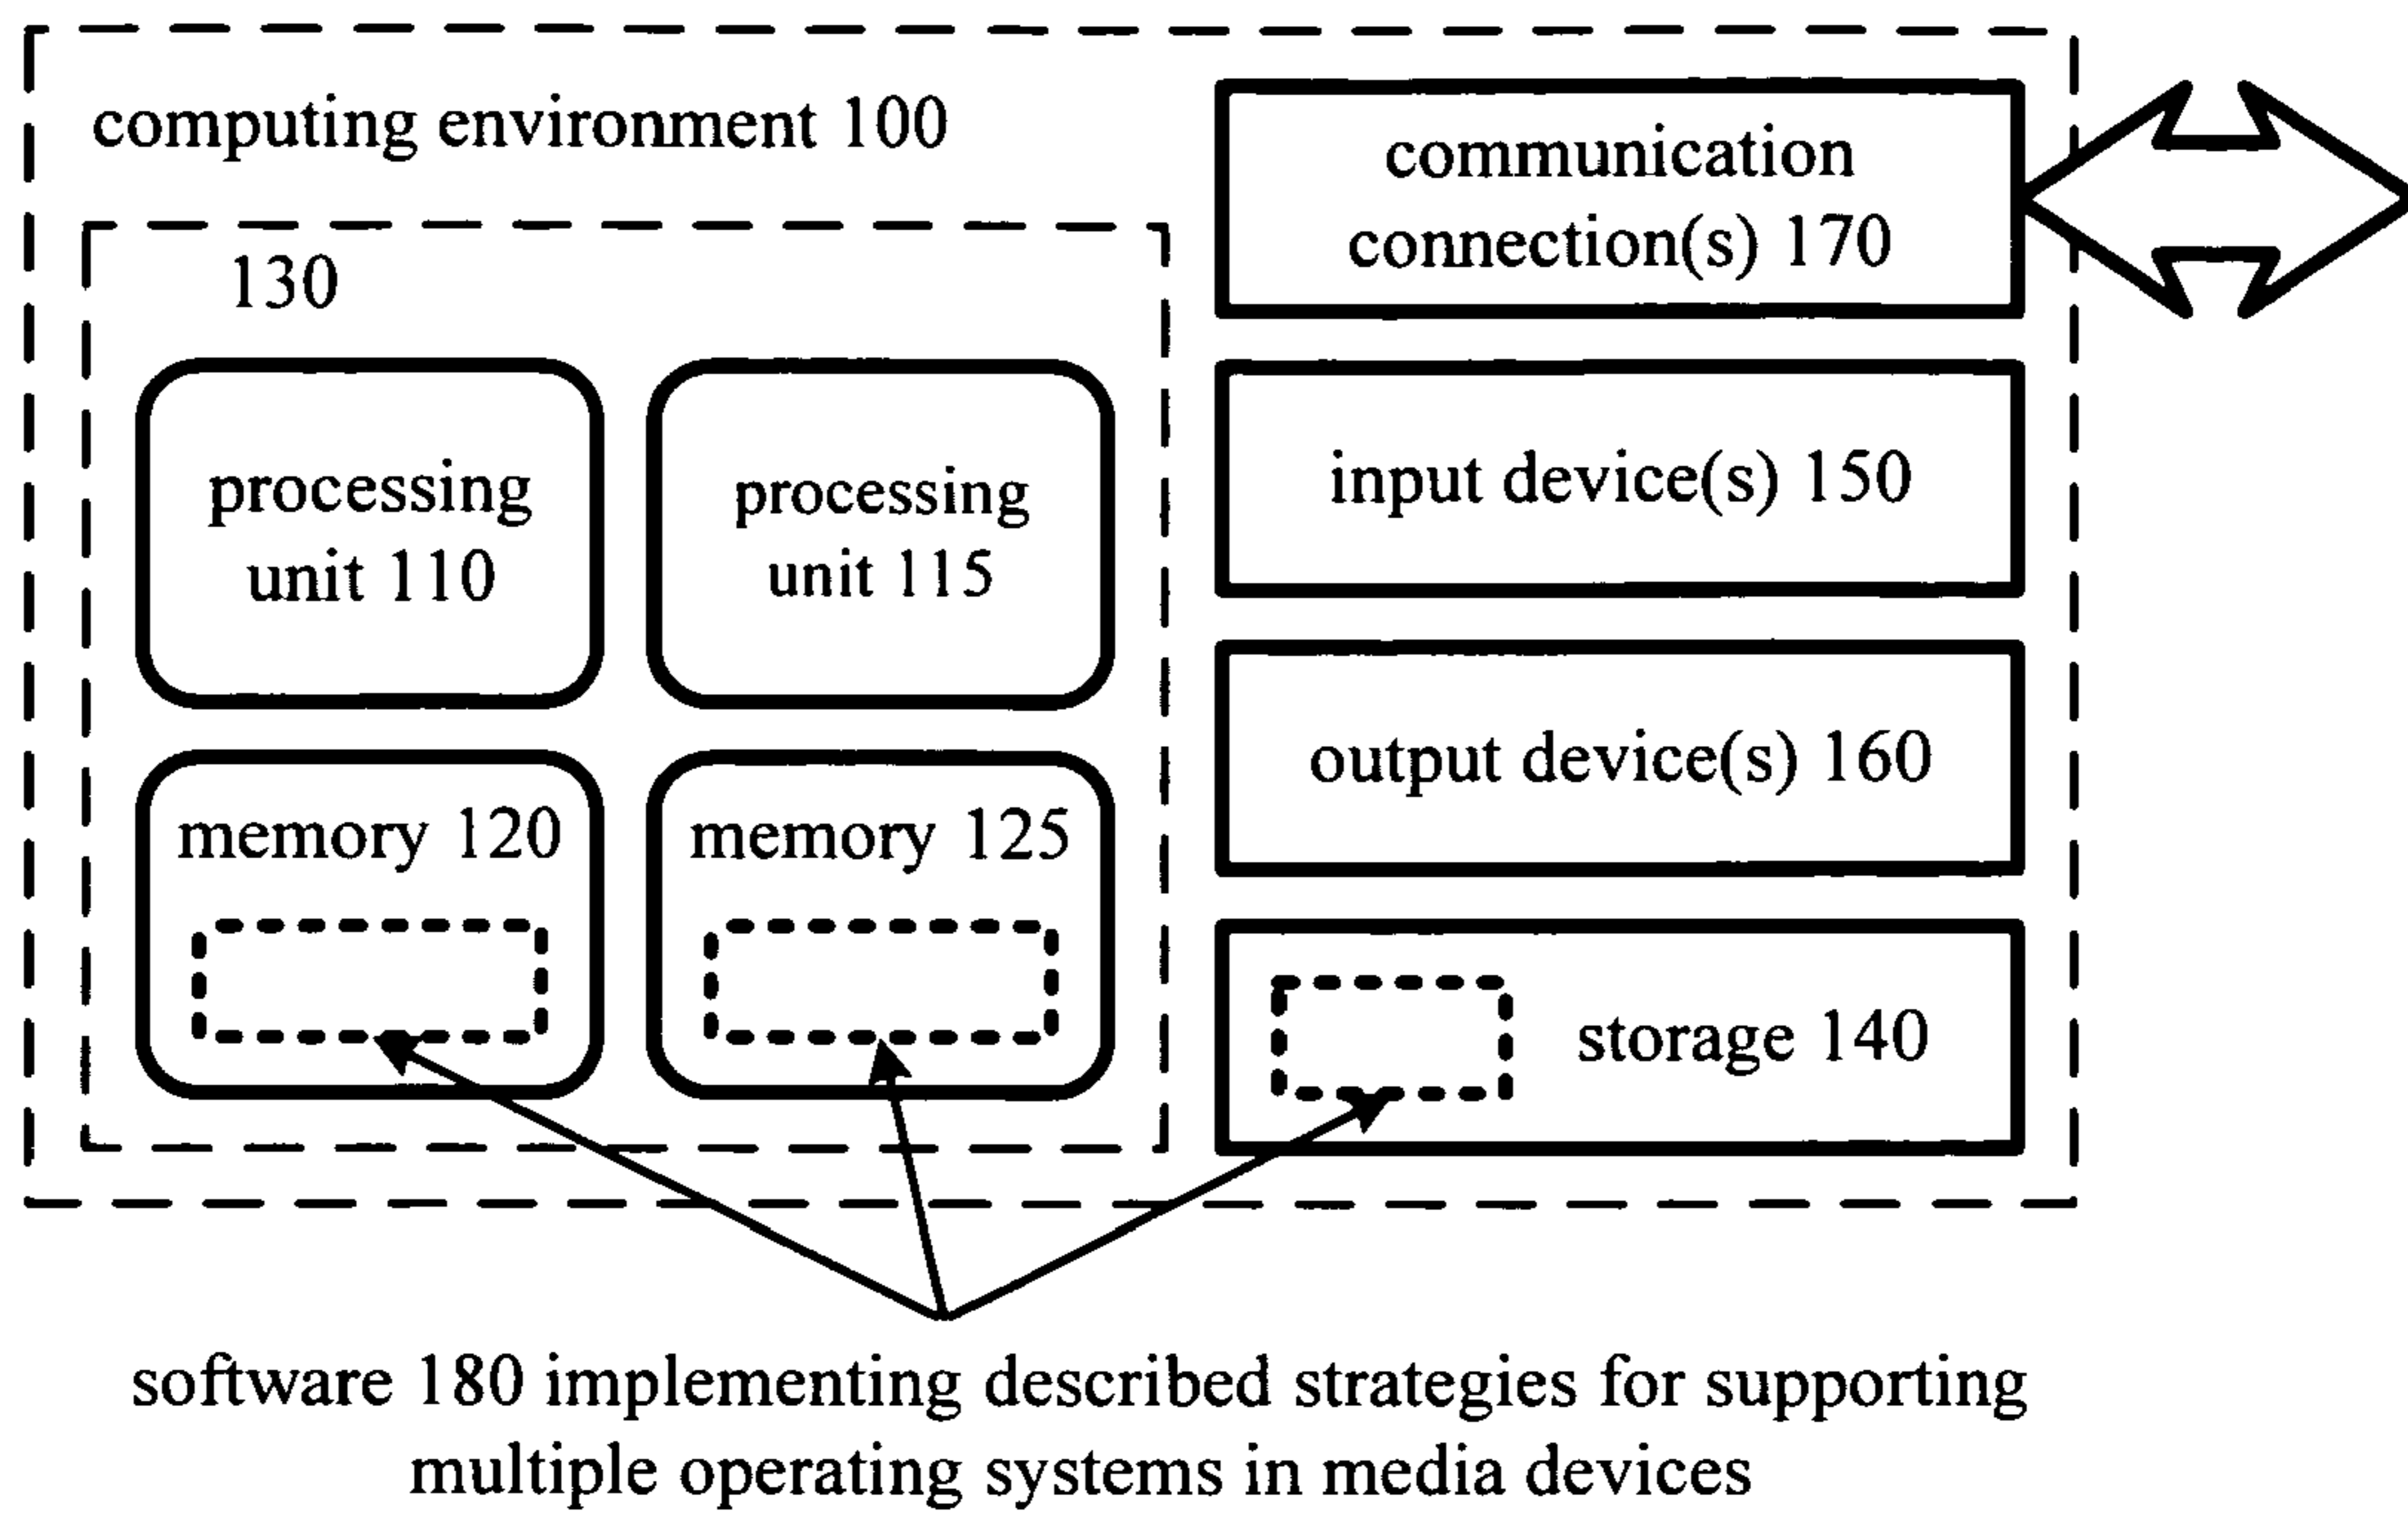 computing environment 100
130
processing
unit 110
processing
unit 115
memory 120
memory 125
communication
connection(s) 170
input device(s) 150
output device(s) 160
storage 140
software 180 implementing described strategies for supporting
multiple operating systems in media devices